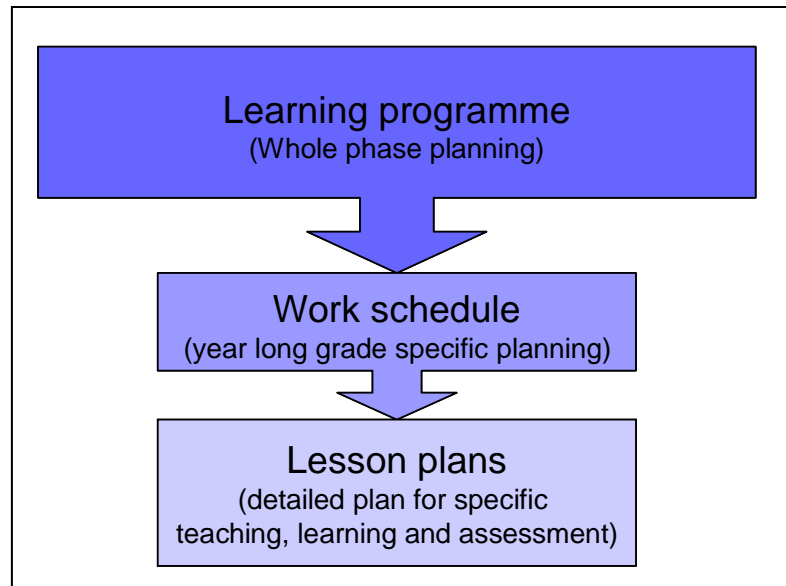 Learning programme
(Whole phase planning)
Work schedule
(year long grade specific planning)
Lesson plans
(detailed plan for specific
teaching, learning and assessment)